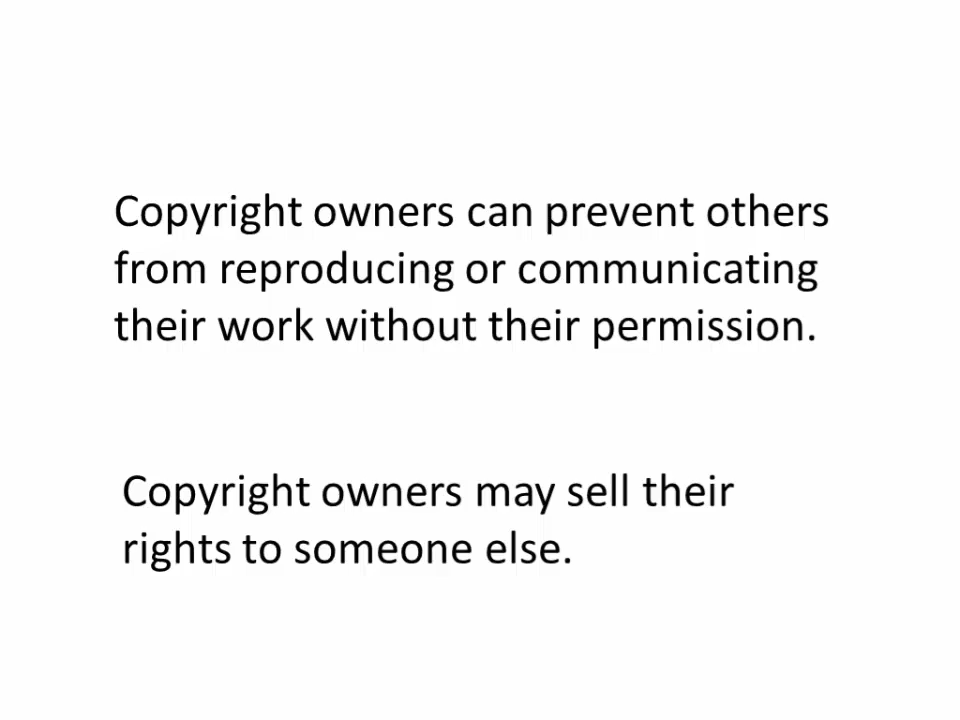 Copyright owners can prevent others
from reproducing or communicating
their work without their permission.
Copyright owners may sell their
rights to someone else.